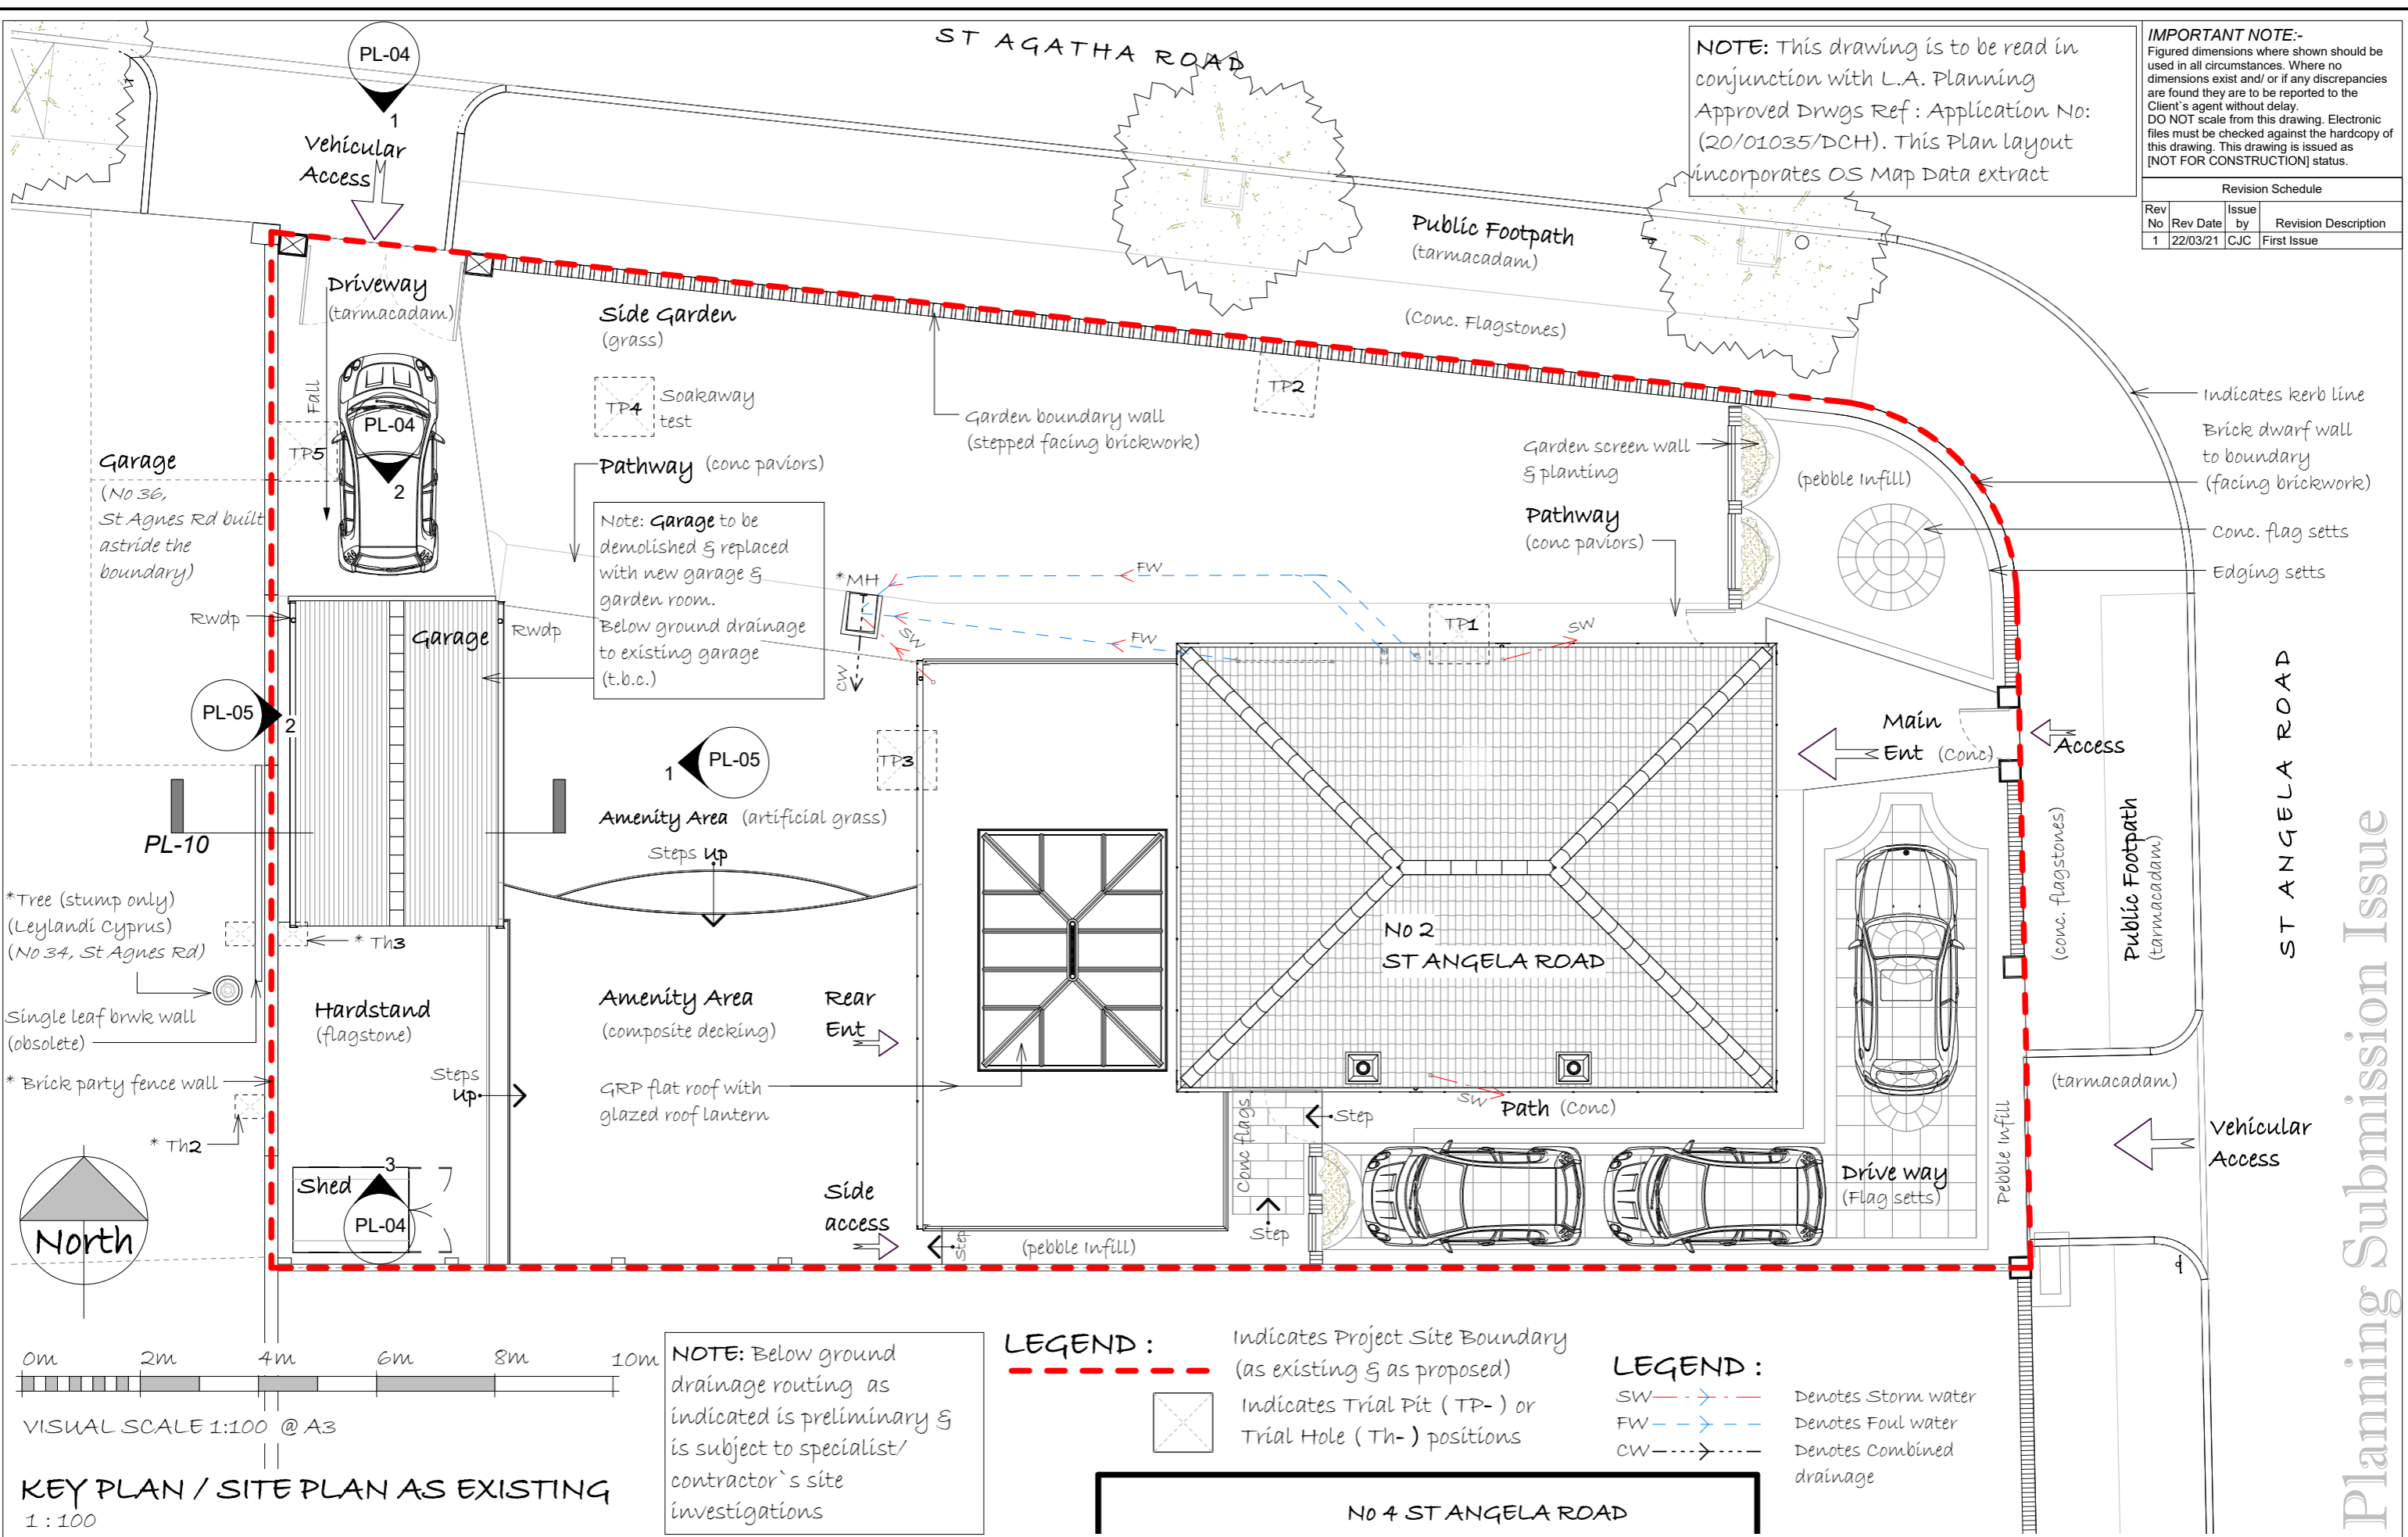 ST AGATHA ROAD
PL-04
1
Vehicular
Access
NOTE: This drawing is to be read in
conjunction with L.A. Planning
Approved Drwgs Ref : Application No:
(20/01035/DCH). This Plan layout
incorporates OS Map Data extract
IMPORTANT NOTE:-
Figured dimensions where shown should be
used in all circumstances. Where no
dimensions exist and/ or if any discrepancies
are found they are to be reported to the
Client`s agent without delay.
DO NOT scale from this drawing. Electronic
files must be checked against the hardcopy of
this drawing. This drawing is issued as
[NOT FOR CONSTRUCTION] status.
Revision Schedule
Rev No Rev Date Issue by Revision Description
1 22/03/21 CJC First Issue
Public Footpath
(tarmacadam)
(Conc. Flagstones)
Driveway
(tarmacadam)
Fall
Side Garden
(grass)
TP4
Soakaway
test
TP5
PL-04
2
Pathway (conc paviors)
Garden boundary wall
(stepped facing brickwork)
TP2
Garden screen wall
& planting
Pathway
(conc paviors)
(pebble Infill)
Indicates kerb line
Brick dwarf wall
to boundary
(facing brickwork)
Conc. flag setts
Edging setts
Garage
(No 36,
St Agnes Rd built
astride the
boundary)
Note: Garage to be
demolished & replaced
with new garage &
garden room.
Below ground drainage
to existing garage
(t.b.c.)
*MH
FW
FW
SW
CW
TP1
SW
Rwdp
Garage
Rwdp
PL-05
2
1
PL-05
TP3
Main
Ent (Conc)
Access
ST ANGELA ROAD
PL-10
Amenity Area (artificial grass)
Steps Up
*Tree (stump only)
(Leylandi Cyprus)
(No 34, St Agnes Rd)
* Th3
Single leaf brwk wall
(obsolete)
* Brick party fence wall
* Th2
Hardstand
(flagstone)
Steps
Up
Amenity Area
(composite decking)
Rear
Ent
GRP flat roof with
glazed roof lantern
No 2
ST ANGELA ROAD
(conc. flagstones)
Public Footpath
(tarmacadam)
SW
Path (Conc)
Step
Conc flags
Step
(tarmacadam)
Vehicular
Access
Drive way
(Flag setts)
Pebble Infill
North
Shed
3
PL-04
Side
access
Step
(pebble Infill)
0m 2m 4m 6m 8m 10m
VISUAL SCALE 1:100 @ A3
KEY PLAN / SITE PLAN AS EXISTING
1 : 100
NOTE: Below ground
drainage routing as
indicated is preliminary &
is subject to specialist/
contractor`s site
investigations
LEGEND :
Indicates Project Site Boundary
(as existing & as proposed)
Indicates Trial Pit ( TP- ) or
Trial Hole ( Th- ) positions
LEGEND :
SW Denotes Storm water
FW Denotes Foul water
CW Denotes Combined
drainage
No 4 ST ANGELA ROAD
Planning Submission Issue